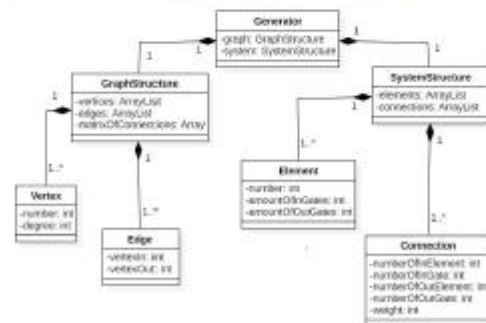 Generator
-graph: GraphStructure
-system: SystemStructure
1
1
1
1
GraphStructure
-vertices: ArrayList
-edges: ArrayList
-matrixOfConnections: Array
SystemStructure
-elements: ArrayList
-connections: ArrayList
1
1
1
1
1..*
1..*
1..*
1..*
Vertex
-number: int
-degree: int
Edge
-vertexIn: int
-vertexOut: int
Element
-number: int
-amountOfInGates: int
-amountOfOutGates: int
Connection
-numberOfInElement: int
-numberOfInGate: int
-numberOfOutElement: int
-numberOfOutGate: int
-weight: int